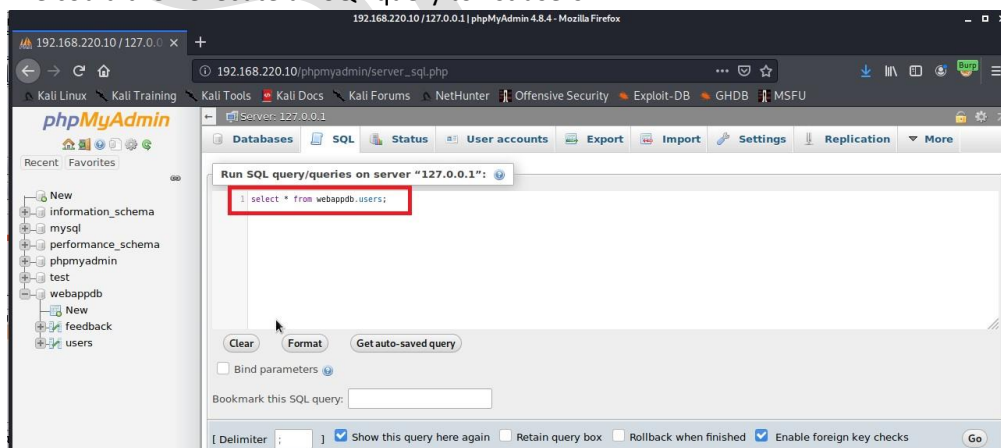 192.168.220.10 / 127.0.0.1 | phpMyAdmin 4.8.4 - Mozilla Firefox
192.168.220.10 / 127.0.0
192.168.220.10/phpmyadmin/server_sql.php
Burp
Kali Linux Kali Training Kali Tools Kali Docs Kali Forums NetHunter Offensive Security Exploit-DB GHDB MSFU
phpMyAdmin
Server: 127.0.0.1
Databases SQL Status User accounts Export Import Settings Replication More
Recent Favorites
New
information_schema
mysql
performance_schema
phpmyadmin
test
webappdb
New
feedback
users
Run SQL query/queries on server “127.0.0.1”:
1 select * from webappdb.users;
Clear Format Get auto-saved query
Bind parameters
Bookmark this SQL query:
[ Delimiter ; ] Show this query here again Retain query box Rollback when finished Enable foreign key checks Go